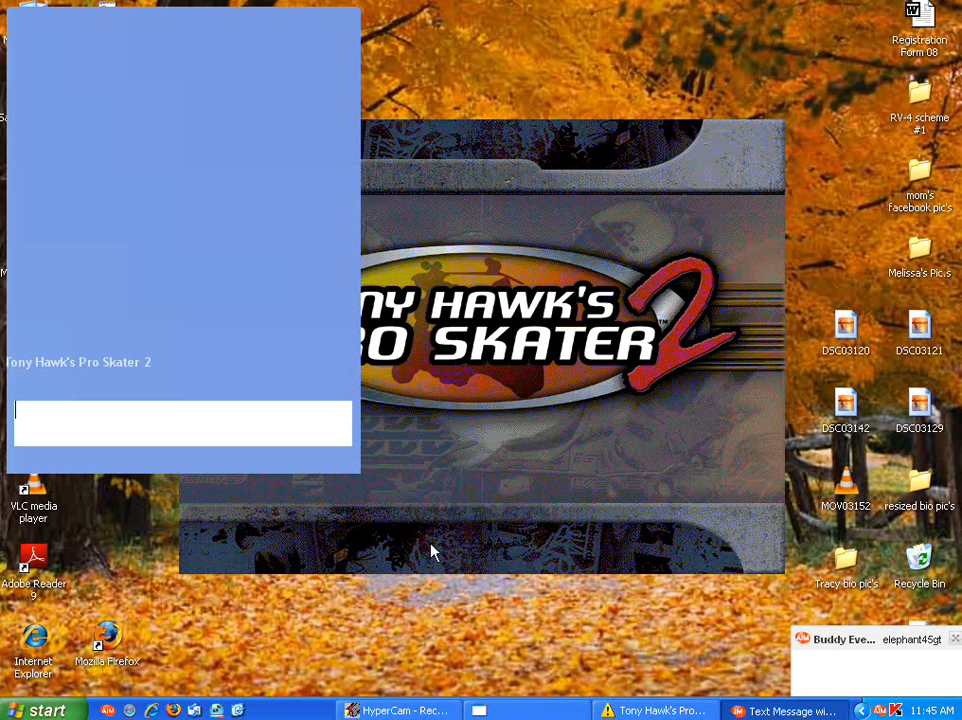 Registration
Form 08
RV-4 scheme
#1
mom's
facebook pic's
Melissa's Pic.s
NY HAWK'S
RO SKATER 2
TM
DSC03120
DSC03121
Tony Hawk's Pro Skater 2
DSC03142
DSC03129
VLC media
player
MOV03152
resized bio pic's
Adobe Reader
9
Tracy bio pic's
Recycle Bin
Internet
Explorer
Mozilla Firefox
AIM Buddy Eve... elephant45gt
start
HyperCam - Rec...
Tony Hawk's Pro...
Text Message wi...
11:45 AM